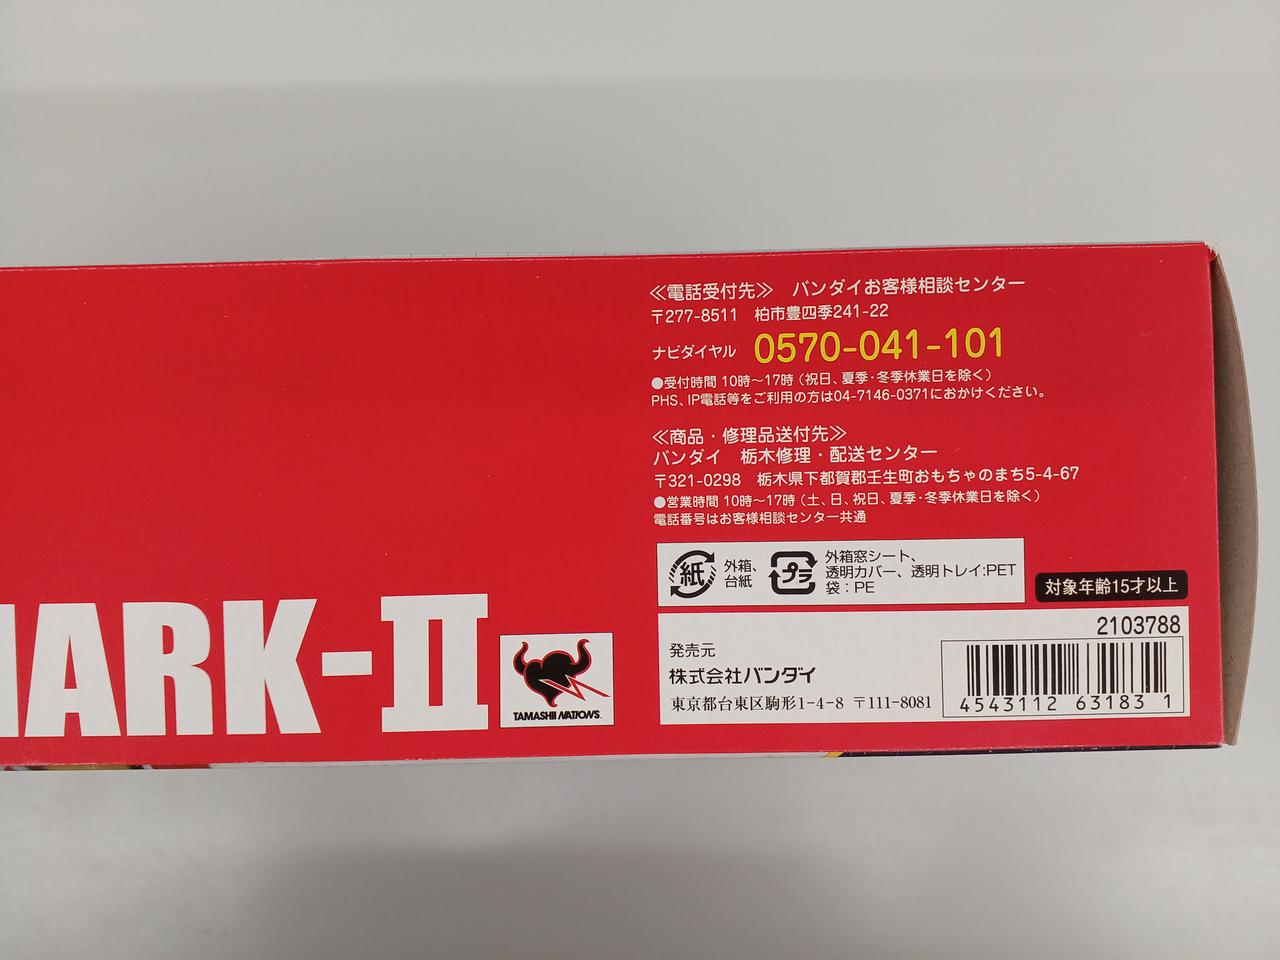 ≪電話受付先≫　バンダイお客様相談センター
〒277-8511　柏市豊四季241-22
ナビダイヤル　0570-041-101
●受付時間 10時～17時（祝日、夏季・冬季休業日を除く）
PHS、IP電話等をご利用の方は04-7146-0371におかけください。
≪商品・修理品送付先≫
バンダイ　栃木修理・配送センター
〒321-0298　栃木県下都賀郡壬生町おもちゃのまち5-4-67
●営業時間 10時～17時（土、日、祝日、夏季・冬季休業日を除く）
電話番号はお客様相談センター共通
紙
外箱、
台紙
プラ
外箱窓シート、
透明カバー、透明トレイ:PET
袋：PE
対象年齢15才以上
ARK-II
TAMASHII NATIONS
発売元
株式会社バンダイ
東京都台東区駒形1-4-8 〒111-8081
2103788
4543112 63183 1